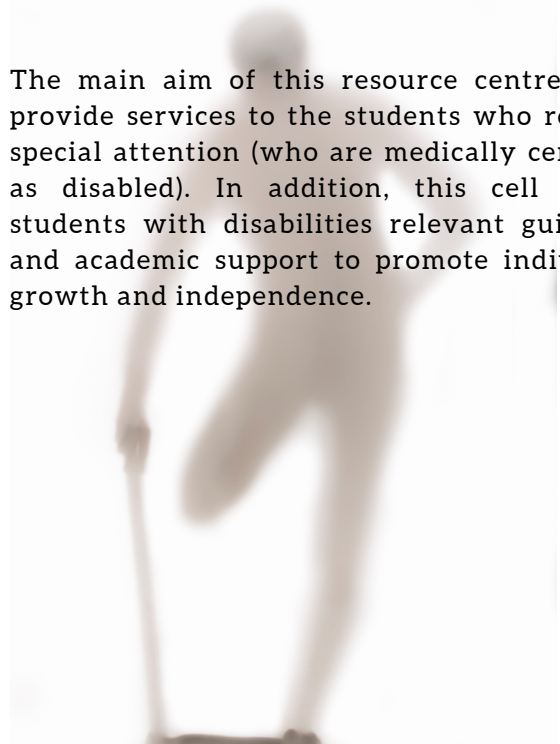 The main aim of this resource centre
provide services to the students who
special attention (who are medically
as disabled). In addition, this cell
students with disabilities relevant
and academic support to promote
growth and independence.